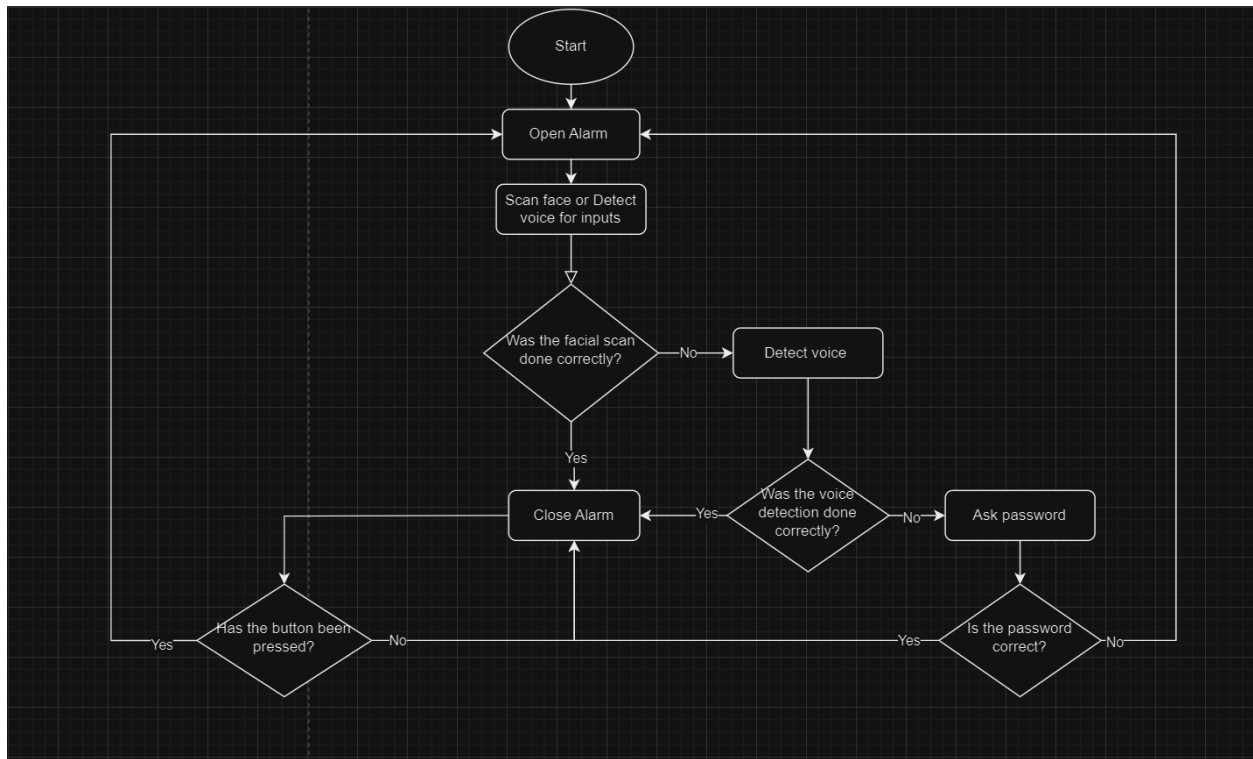 Start
Open Alarm
Scan face or Detect
voice for inputs
Was the facial scan
done correctly?
No
Detect voice
Yes
Close Alarm
Yes
Was the voice
detection done
correctly?
No
Ask password
Has the button been
pressed?
Yes
No
Yes
Is the password
correct?
No